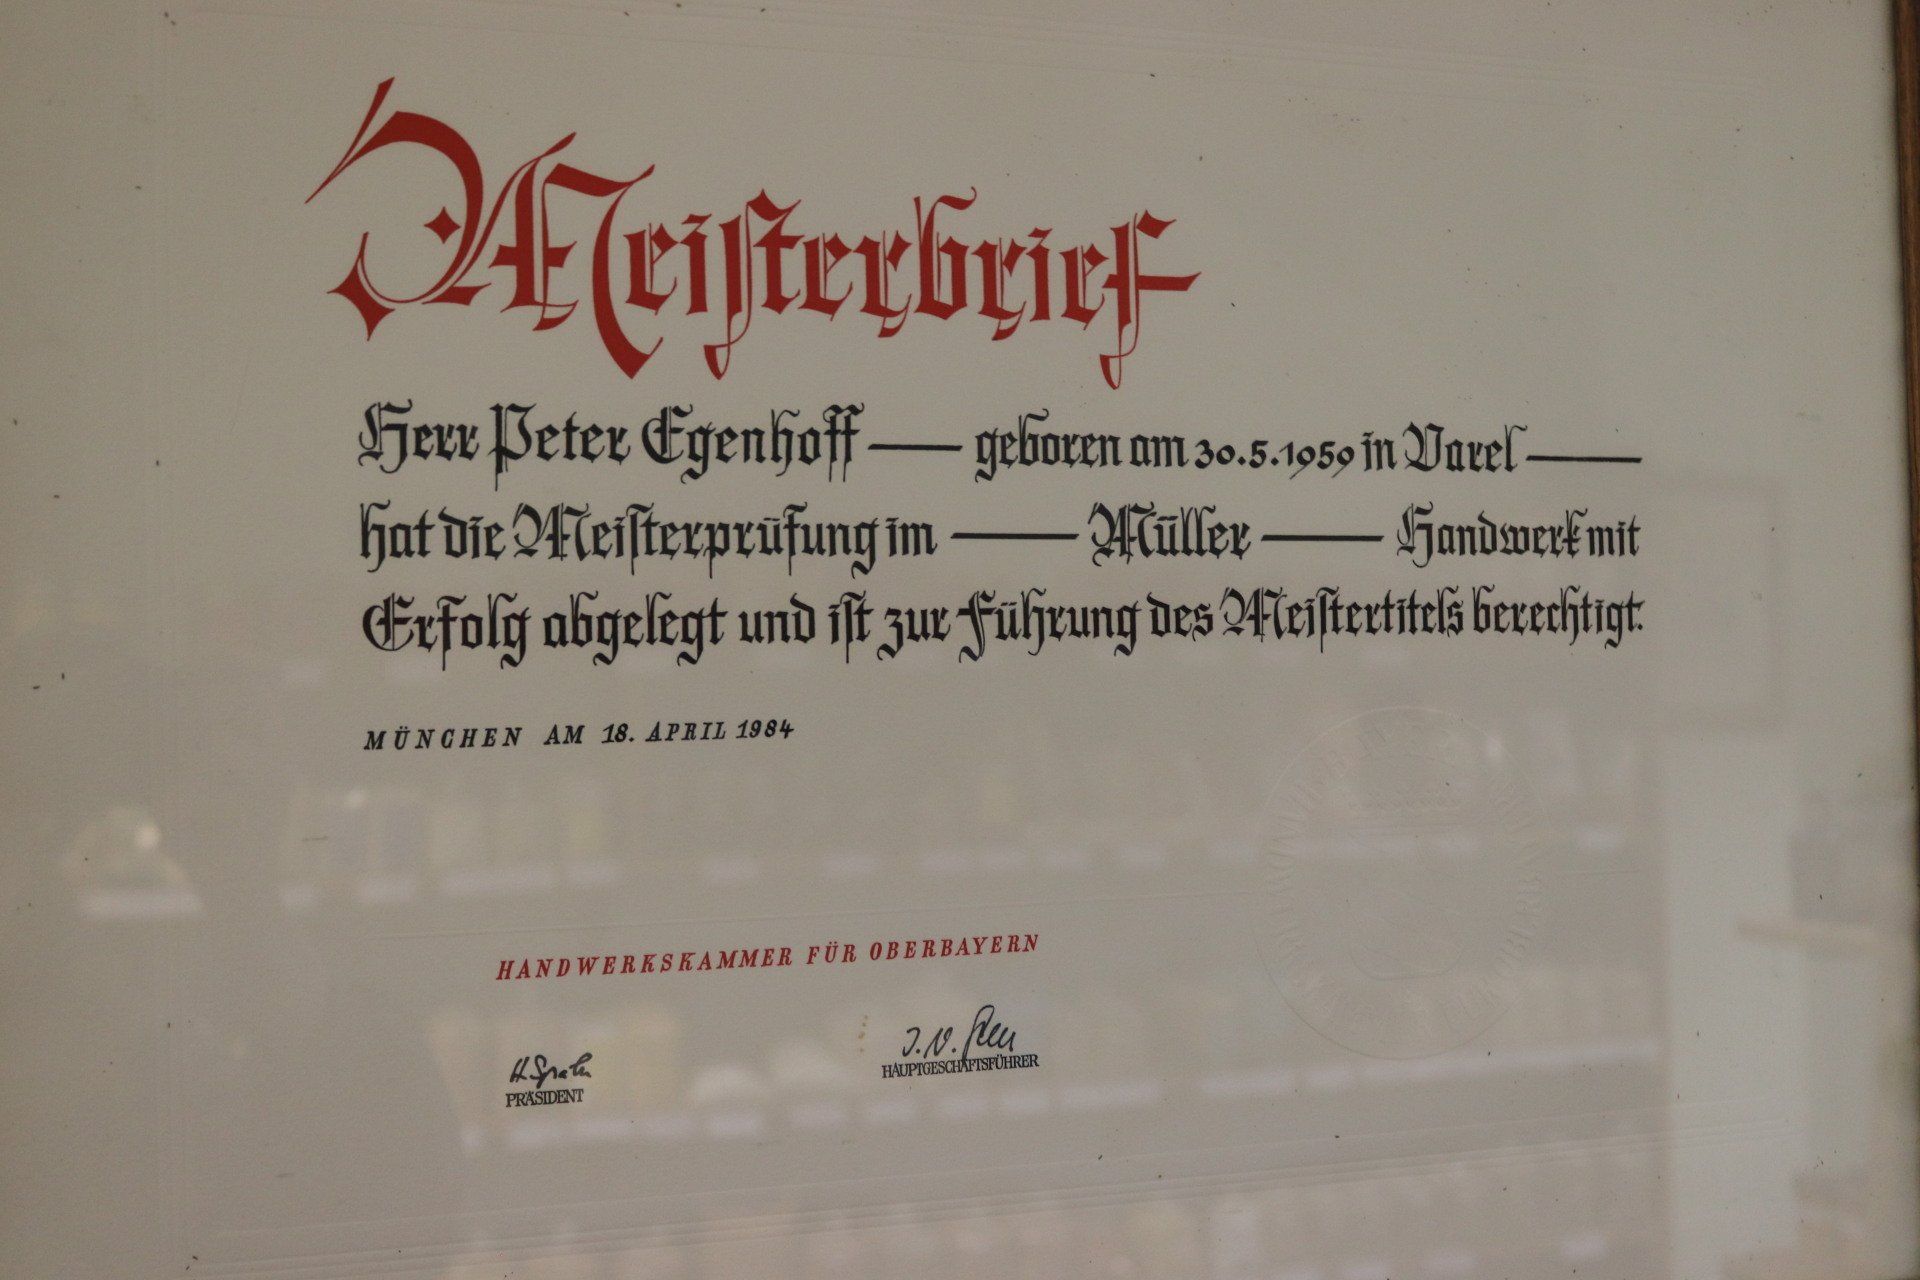 Meisterbrief
Herr Peter Egenhoff — geboren am 30.5.1959 in Varel —
hat die Meisterprüfung im — Müller — Handwerk mit
Erfolg abgelegt und ist zur Führung des Meistertitels berechtigt.
MÜNCHEN AM 18. APRIL 1984
HANDWERKSKAMMER FÜR OBERBAYERN
I. V.
PRÄSIDENT HAUPTGESCHÄFTSFÜHRER